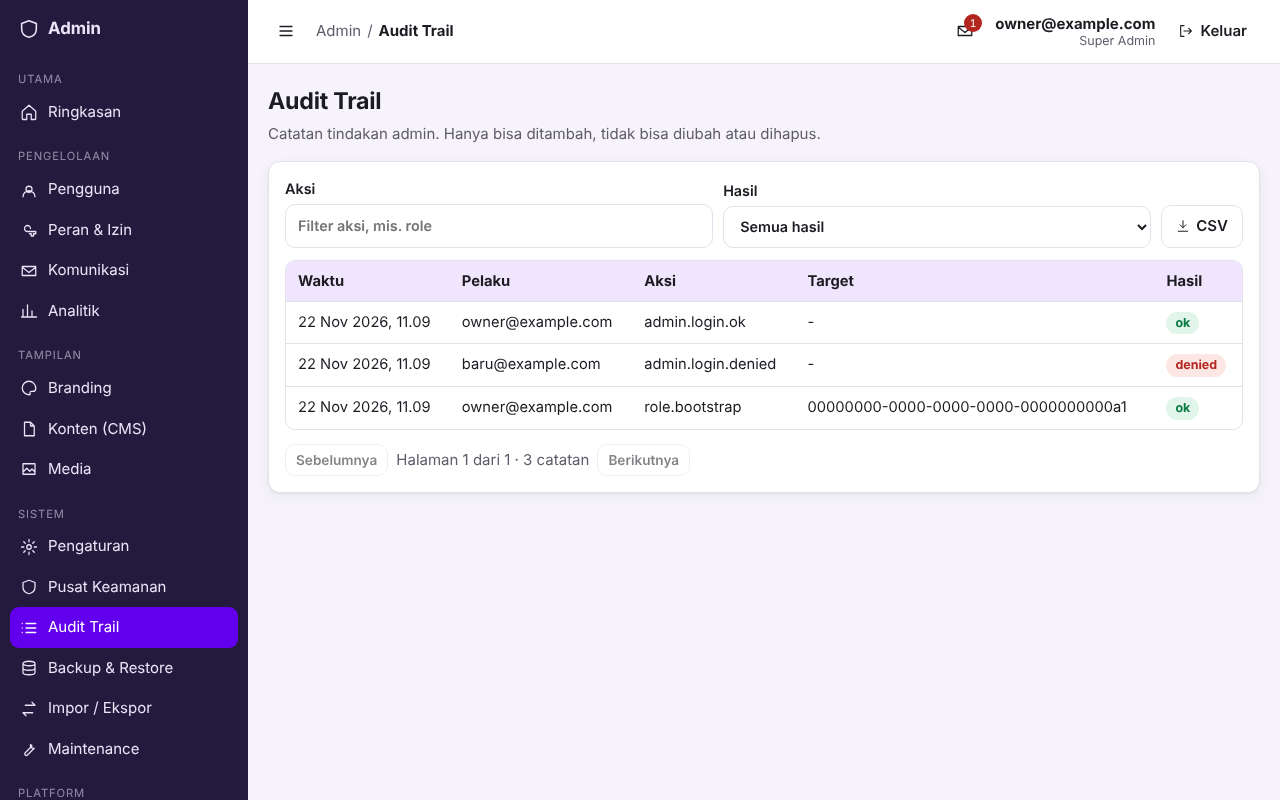 Admin
UTAMA
Ringkasan
PENGELOLAAN
Pengguna
Peran & Izin
Komunikasi
Analitik
TAMPILAN
Branding
Konten (CMS)
Media
SISTEM
Pengaturan
Pusat Keamanan
Audit Trail
Backup & Restore
Impor / Ekspor
Maintenance
PLATFORM
Admin / Audit Trail
1
owner@example.com
Super Admin
Keluar
Audit Trail
Catatan tindakan admin. Hanya bisa ditambah, tidak bisa diubah atau dihapus.
Aksi
Hasil
Filter aksi, mis. role
Semua hasil
CSV
Waktu Pelaku Aksi Target Hasil
22 Nov 2026, 11.09 owner@example.com admin.login.ok - ok
22 Nov 2026, 11.09 baru@example.com admin.login.denied - denied
22 Nov 2026, 11.09 owner@example.com role.bootstrap 00000000-0000-0000-0000-0000000000a1 ok
Sebelumnya Halaman 1 dari 1 · 3 catatan Berikutnya